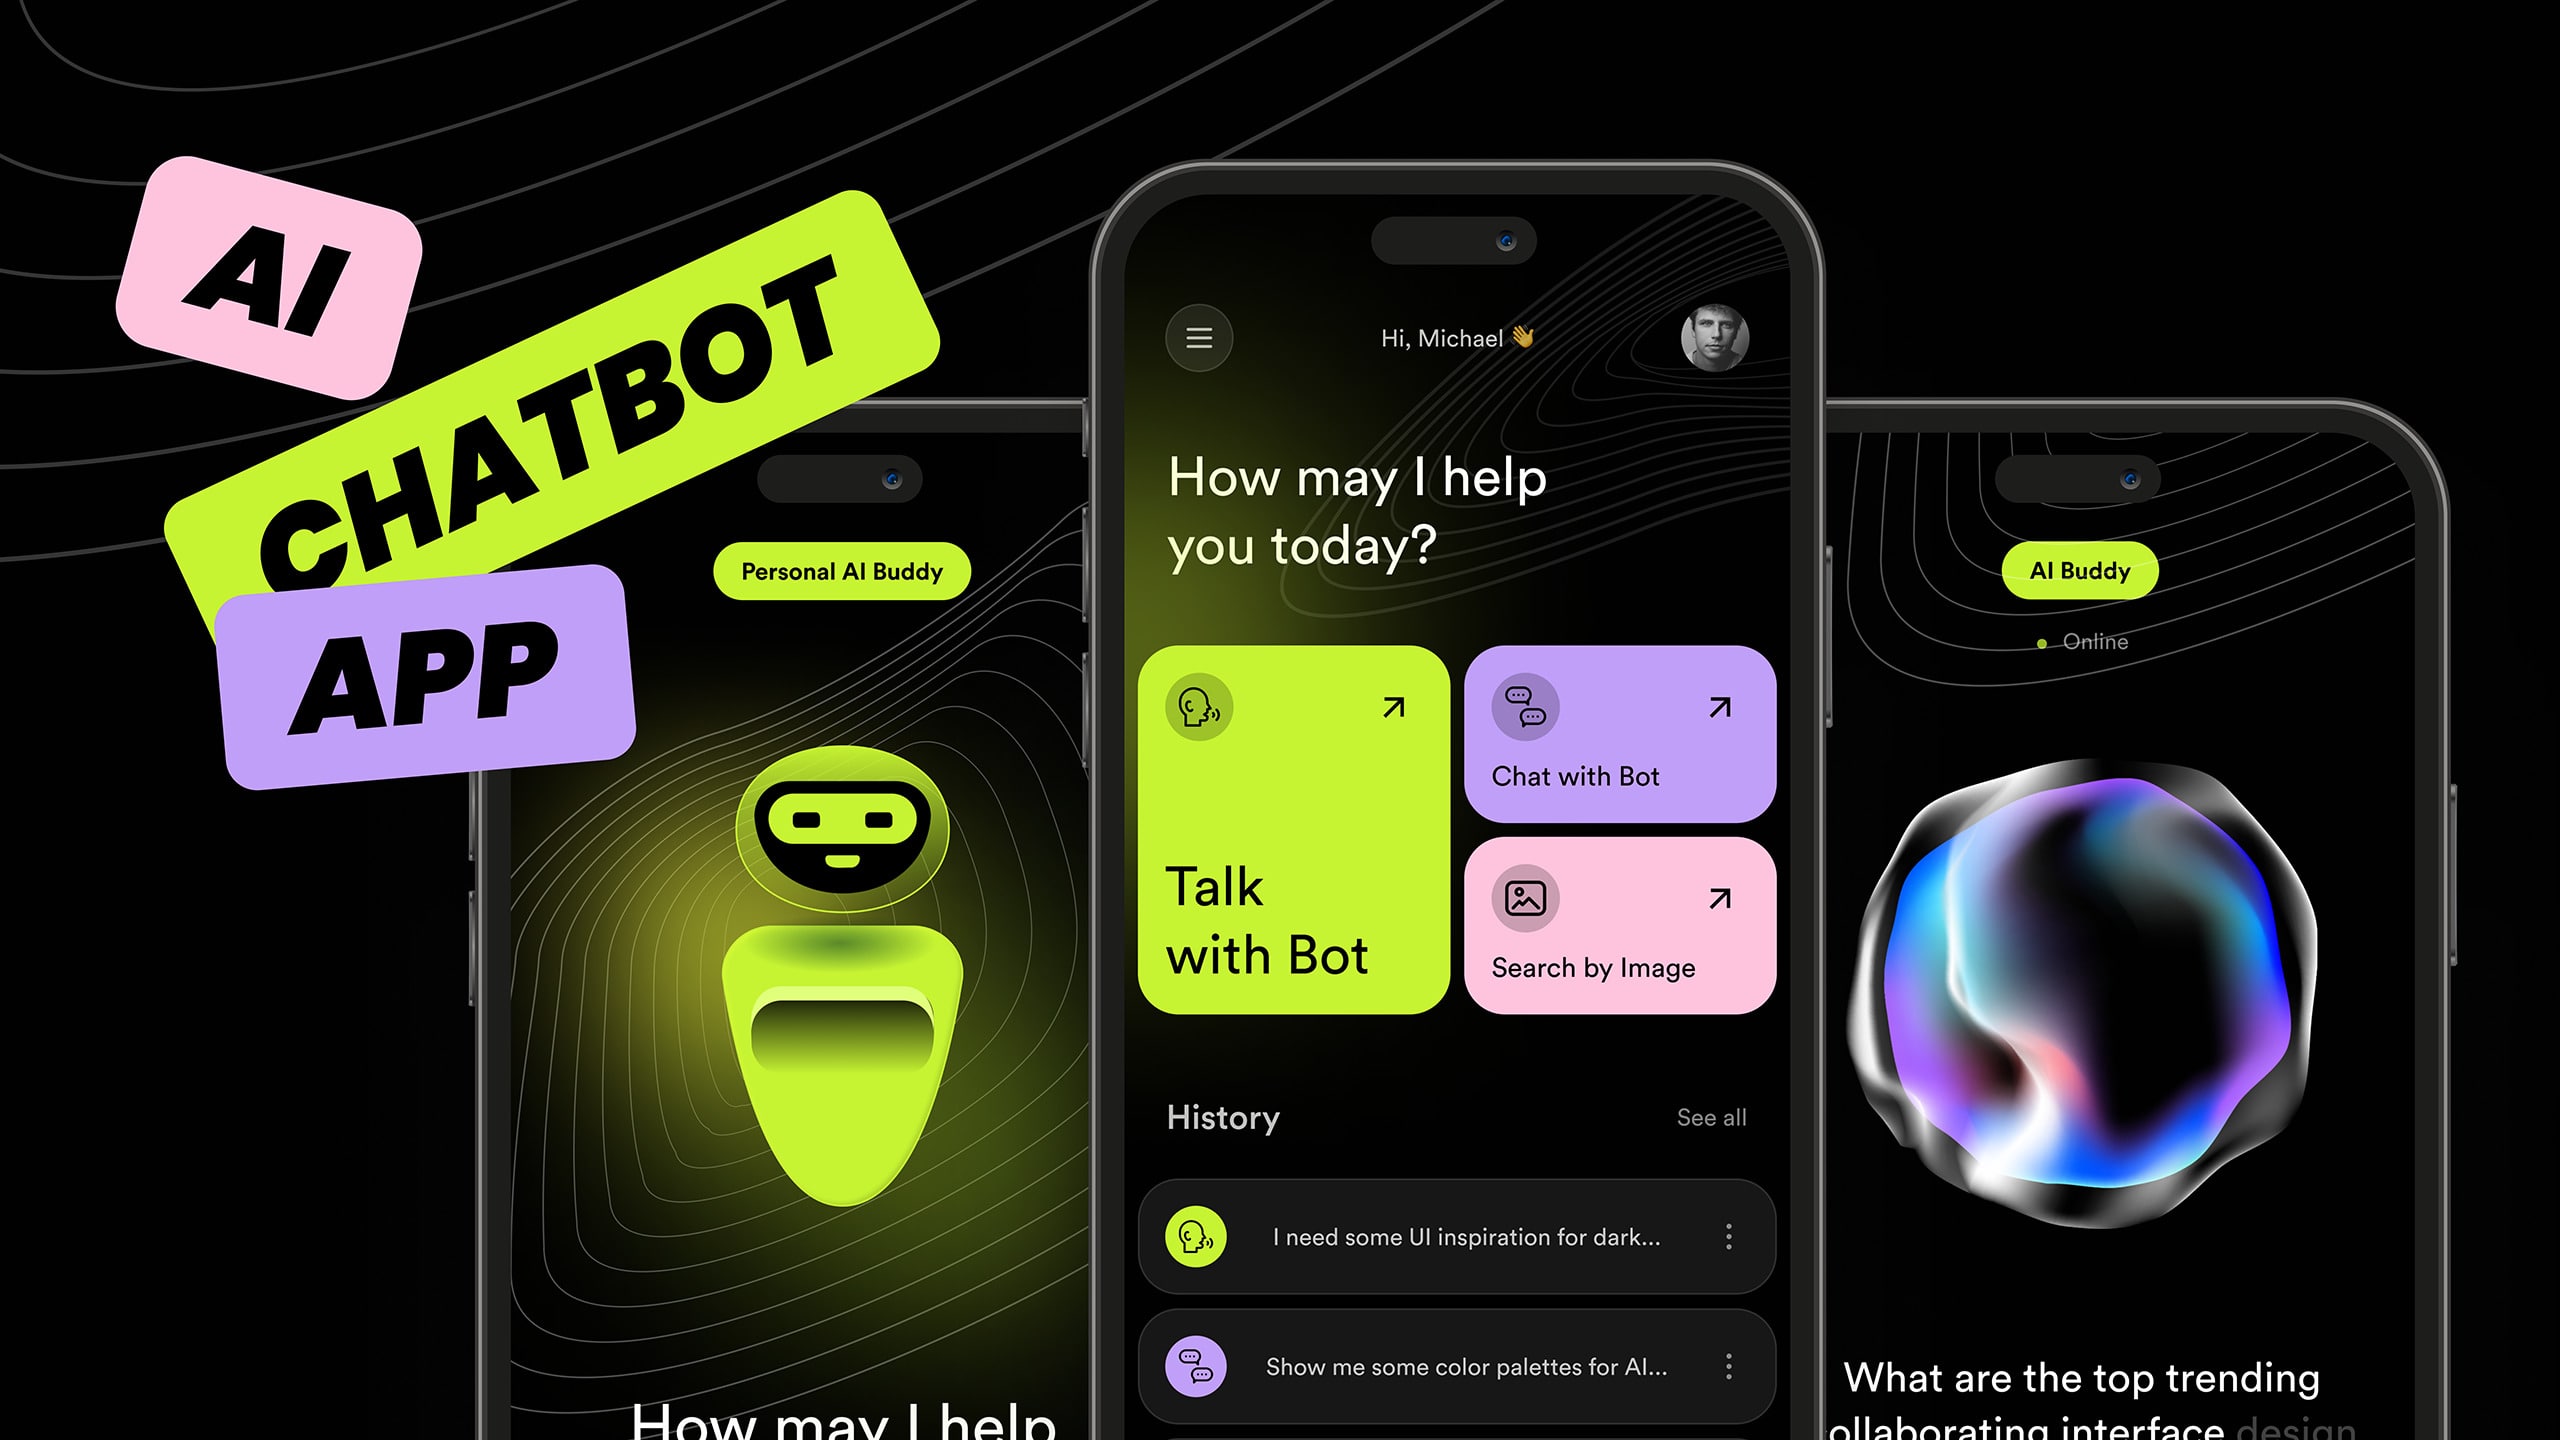 AI
CHATBOT
APP
Personal AI Buddy
How may I help
Hi, Michael 👋
How may I help
you today?
Talk
with Bot
Chat with Bot
Search by Image
History
See all
I need some UI inspiration for dark...
Show me some color palettes for AI...
AI Buddy
Online
What are the top trending
ollaborating interface design